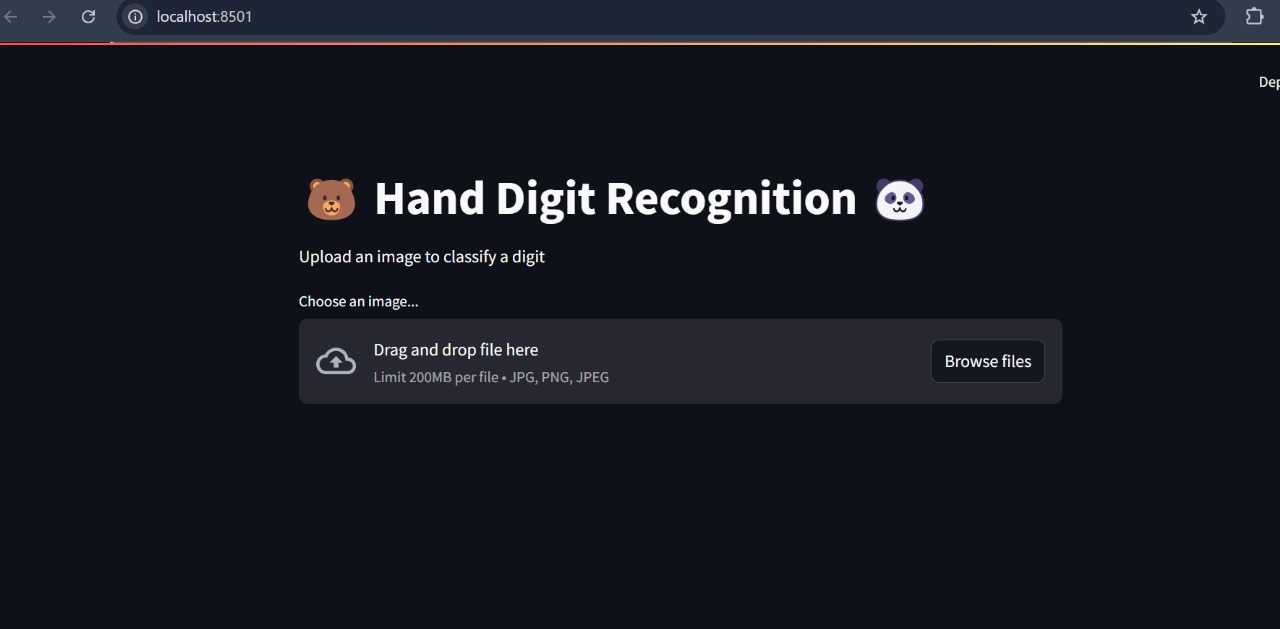 localhost:8501
Dep
🐻 Hand Digit Recognition 🐼
Upload an image to classify a digit
Choose an image...
Drag and drop file here
Limit 200MB per file • JPG, PNG, JPEG
Browse files